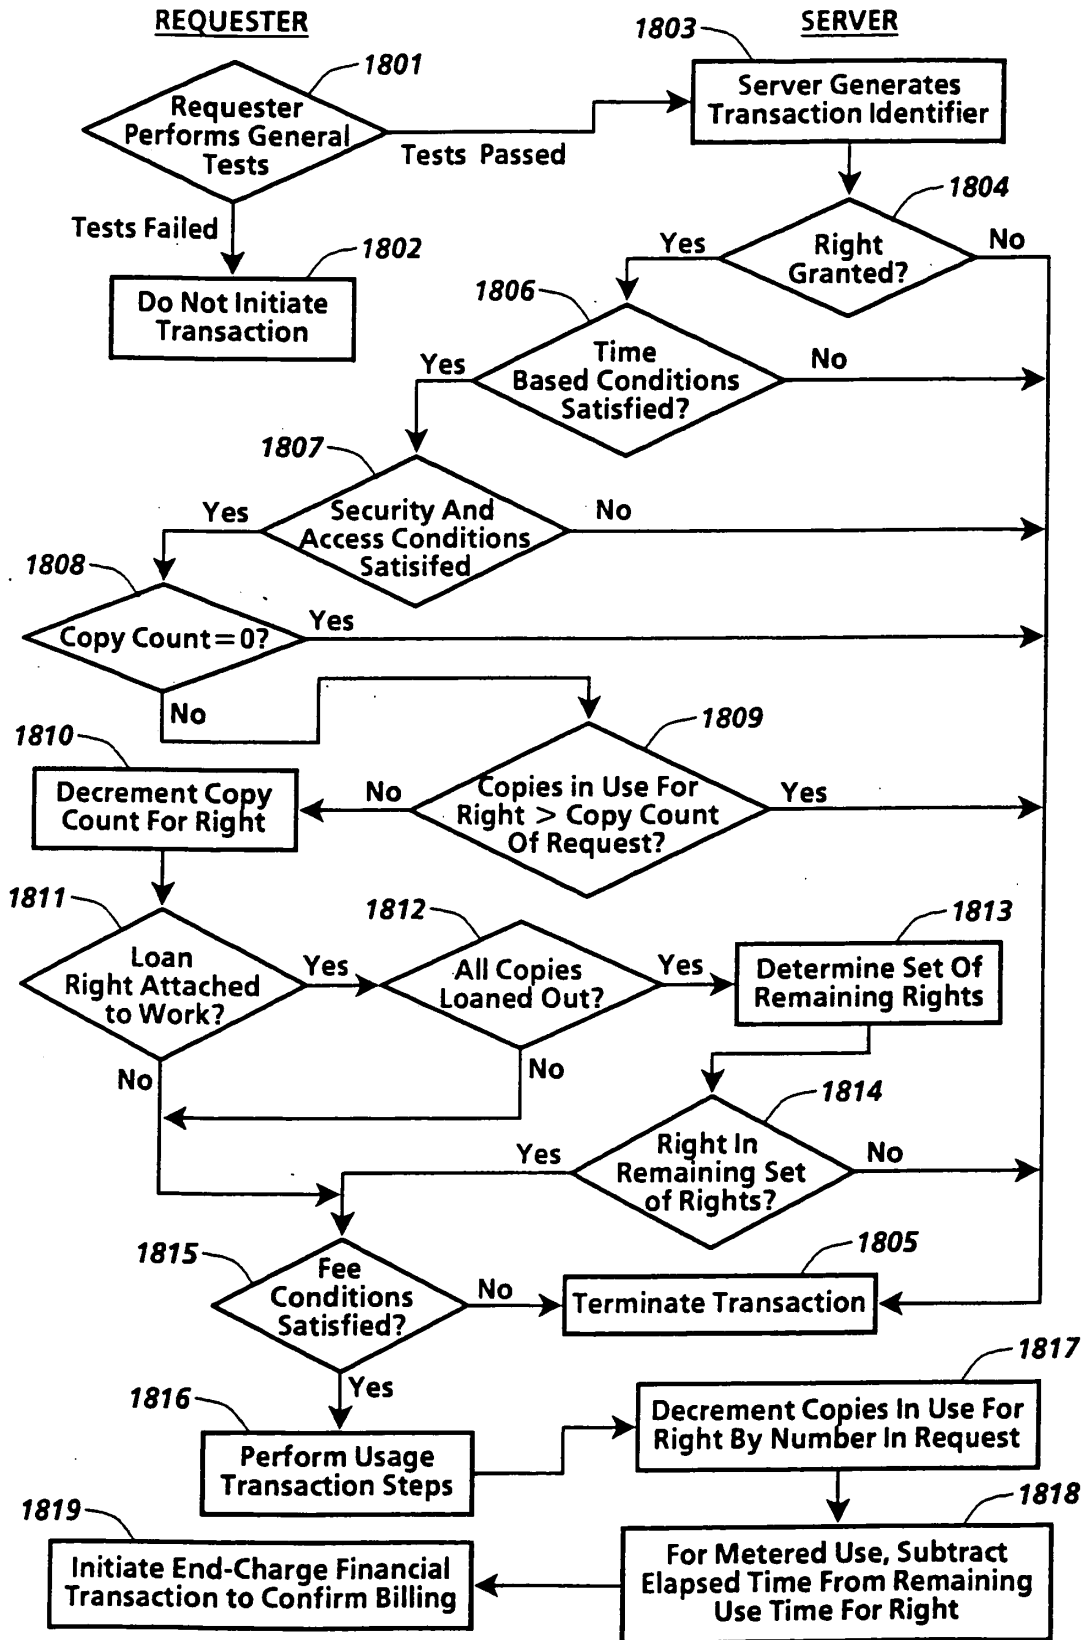 REQUESTER
SERVER
1801
Requester
Performs General
Tests
Tests Passed
Tests Failed
1802
Do Not Initiate
Transaction
1803
Server Generates
Transaction Identifier
1804
Right
Granted?
Yes
No
1806
Time
Based Conditions
Satisfied?
Yes
No
1807
Security And
Access Conditions
Satisifed
Yes
No
1808
Copy Count=0?
Yes
No
1809
Copies in Use For
Right > Copy Count
Of Request?
No
Yes
1810
Decrement Copy
Count For Right
1811
Loan
Right Attached
to Work?
Yes
No
1812
All Copies
Loaned Out?
Yes
No
1813
Determine Set Of
Remaining Rights
1814
Right In
Remaining Set
of Rights?
Yes
No
1815
Fee
Conditions
Satisfied?
No
Yes
1805
Terminate Transaction
1816
Perform Usage
Transaction Steps
1817
Decrement Copies In Use For
Right By Number In Request
1818
For Metered Use, Subtract
Elapsed Time From Remaining
Use Time For Right
1819
Initiate End-Charge Financial
Transaction to Confirm Billing